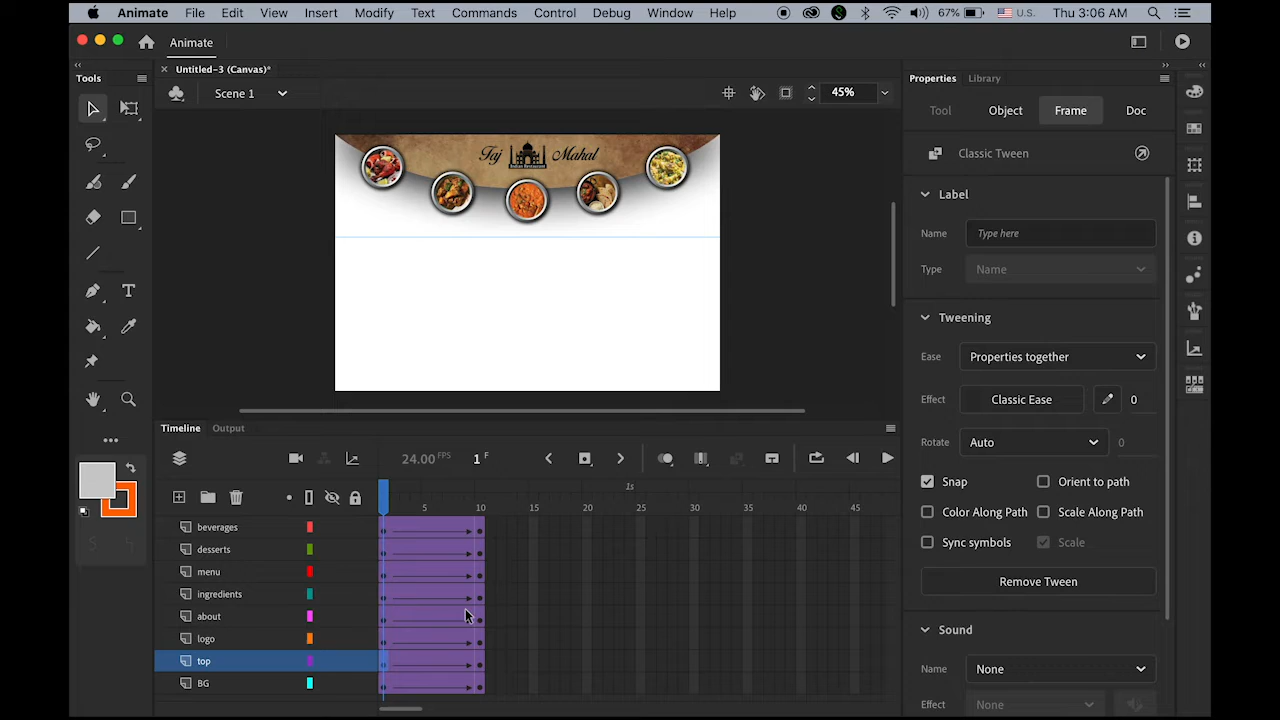 Animate File Edit View Insert Modify Text Commands Control Debug Window Help 67% U.S. Thu 3:06 AM
Animate
Tools
Untitled-3 (Canvas)*
Scene 1
45%
Taj Mahal
Indian Restaurant
Properties Library
Tool Object Frame Doc
Classic Tween
Label
Name Type here
Type Name
Tweening
Ease Properties together
Effect Classic Ease 0
Rotate Auto 0
Snap Orient to path
Color Along Path Scale Along Path
Sync symbols Scale
Remove Tween
Sound
Name None
Effect None
Timeline Output
24.00 FPS 1 F
1s
5 10 15 20 25 30 35 40 45
beverages
desserts
menu
ingredients
about
logo
top
BG